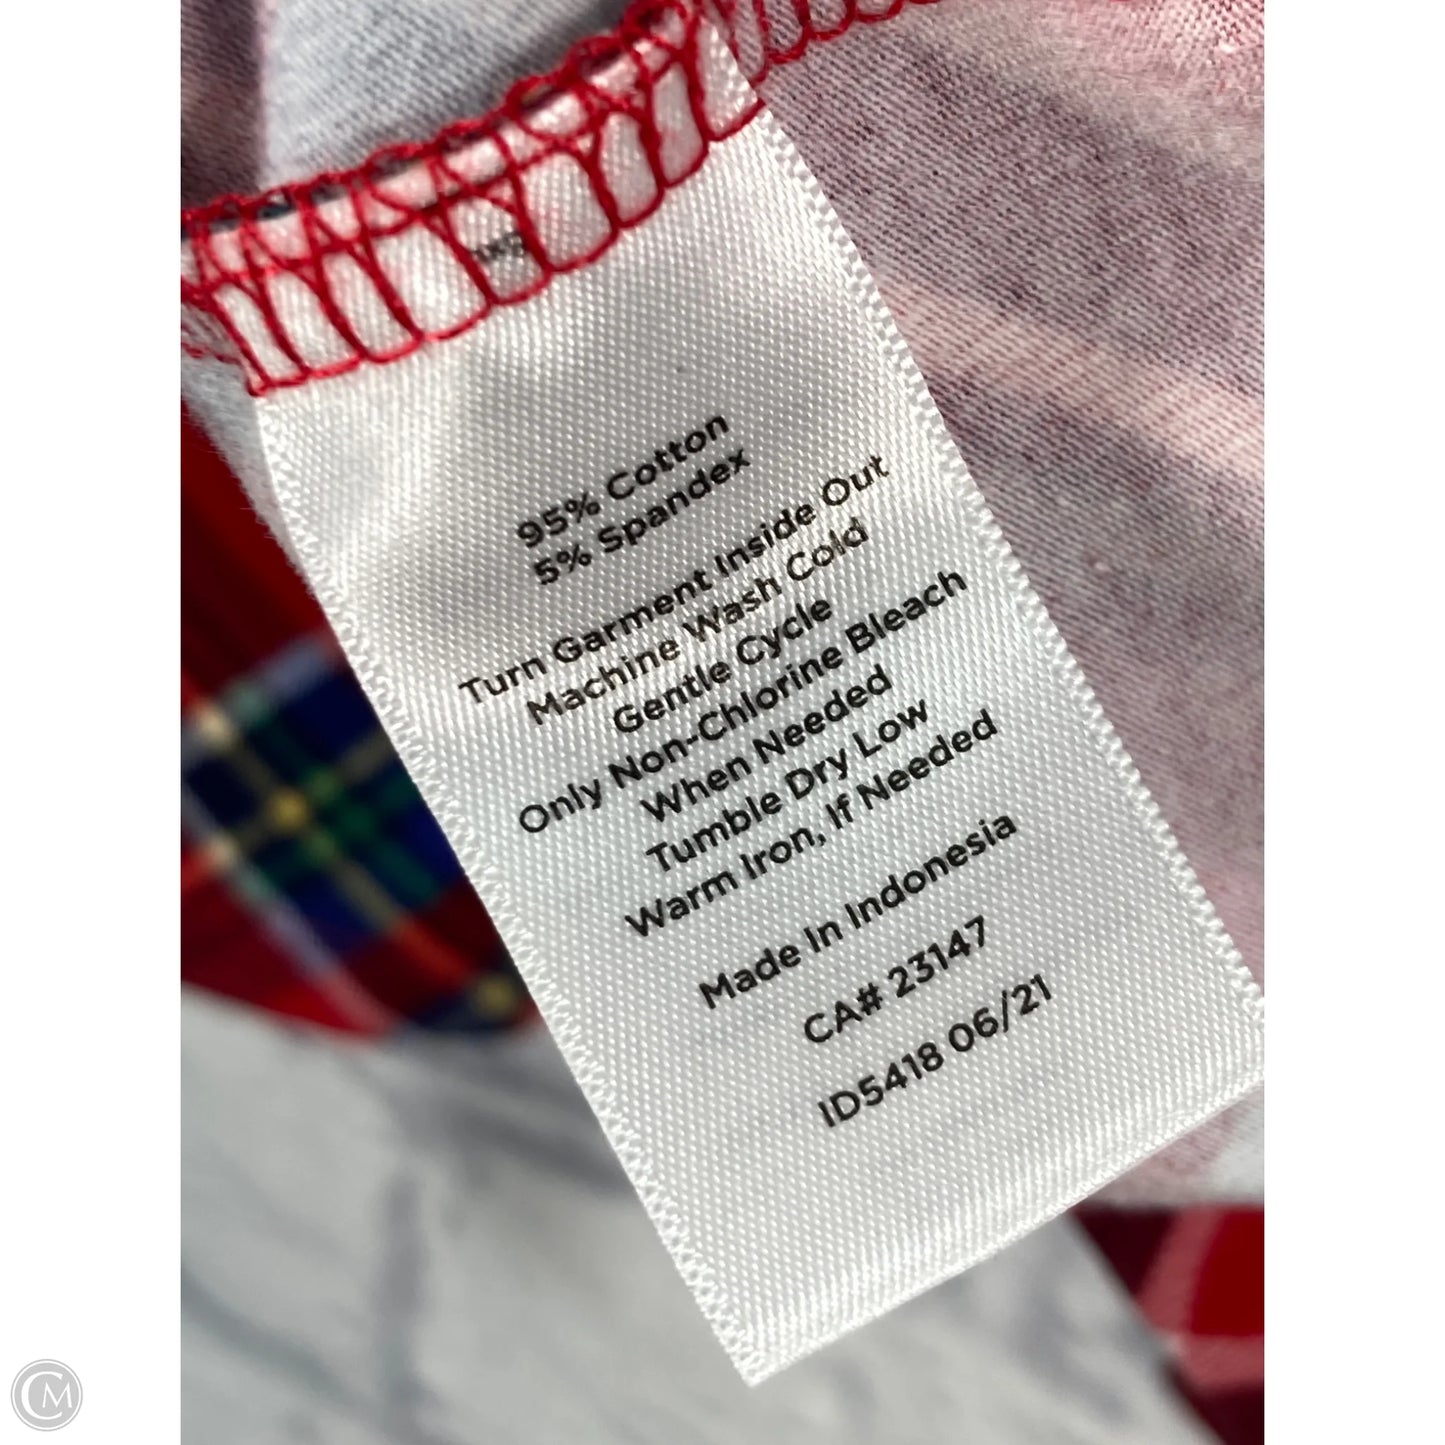 95% Cotton
5% Spandex
Turn Garment Inside Out
Machine Wash Cold
Gentle Cycle
Only Non-Chlorine Bleach
When Needed
Tumble Dry Low
Warm Iron, If Needed
Made In Indonesia
CA# 23147
ID5418 06/21
CM